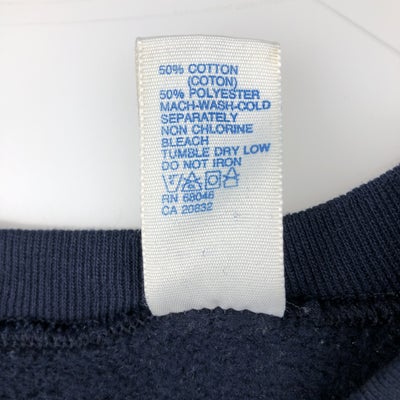 50% COTTON
(COTON)
50% POLYESTER
MACH-WASH-COLD
SEPARATELY
NON CHLORINE
BLEACH
TUMBLE DRY LOW
DO NOT IRON
RN 68046
CA 20832